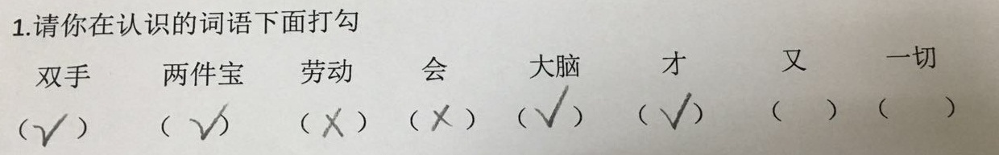 1.请你在认识的词语下面打勾
双手 两件宝 劳动 会 大脑 才 又 一切
(√) (√) (×) (×) (√) (√) ( ) ( )